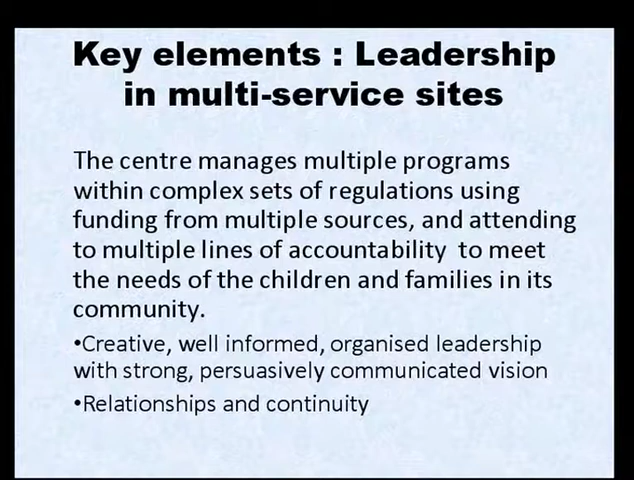 Key elements : Leadership
in multi-service sites
The centre manages multiple programs
within complex sets of regulations using
funding from multiple sources, and attending
to multiple lines of accountability to meet
the needs of the children and families in its
community.
•Creative, well informed, organised leadership
with strong, persuasively communicated vision
•Relationships and continuity